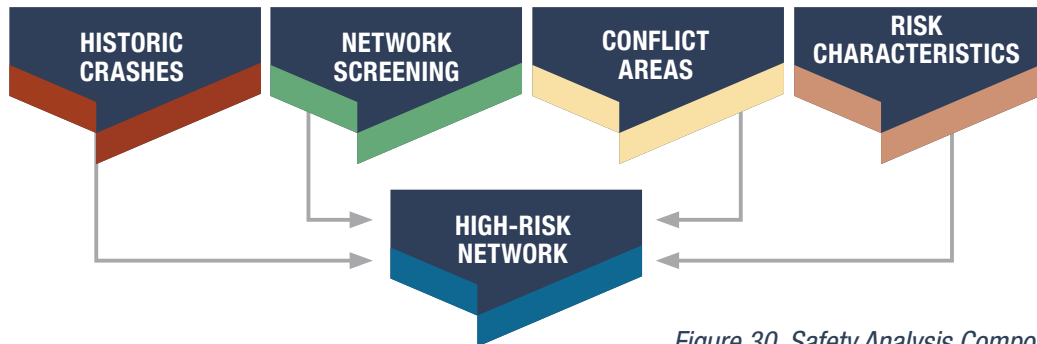 HISTORIC
CRASHES
NETWORK
SCREENING
CONFLICT
AREAS
RISK
CHARACTERISTICS
HIGH-RISK
NETWORK
Figure 30. Safety Analysis